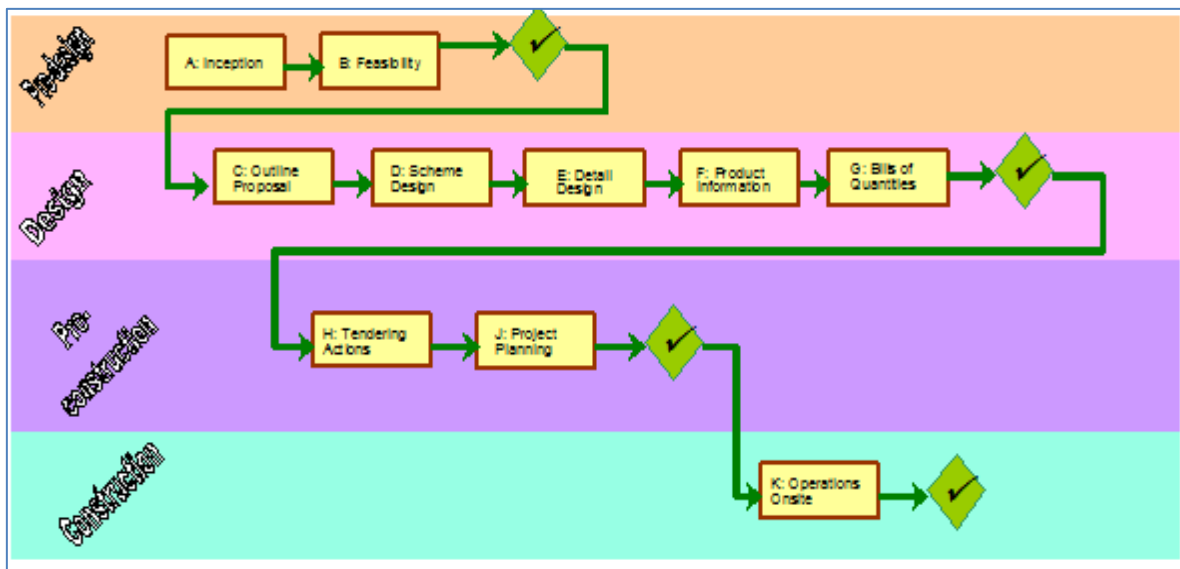 Pre-design
A: Inception
B: Feasibility
Design
C: Outline
Proposal
D: Scheme
Design
E: Detail
Design
F: Product
Information
G: Bills of
Quantities
Pre-
construction
H: Tendering
Actions
J: Project
Planning
Construction
K: Operations
Onsite